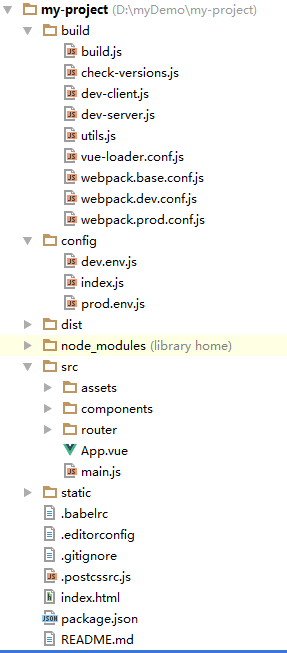 my-project (D:\myDemo\my-project)
build
build.js
check-versions.js
dev-client.js
dev-server.js
utils.js
vue-loader.conf.js
webpack.base.conf.js
webpack.dev.conf.js
webpack.prod.conf.js
config
dev.env.js
index.js
prod.env.js
dist
node_modules (library home)
src
assets
components
router
App.vue
main.js
static
.babelrc
.editorconfig
.gitignore
.postcssrc.js
index.html
package.json
README.md